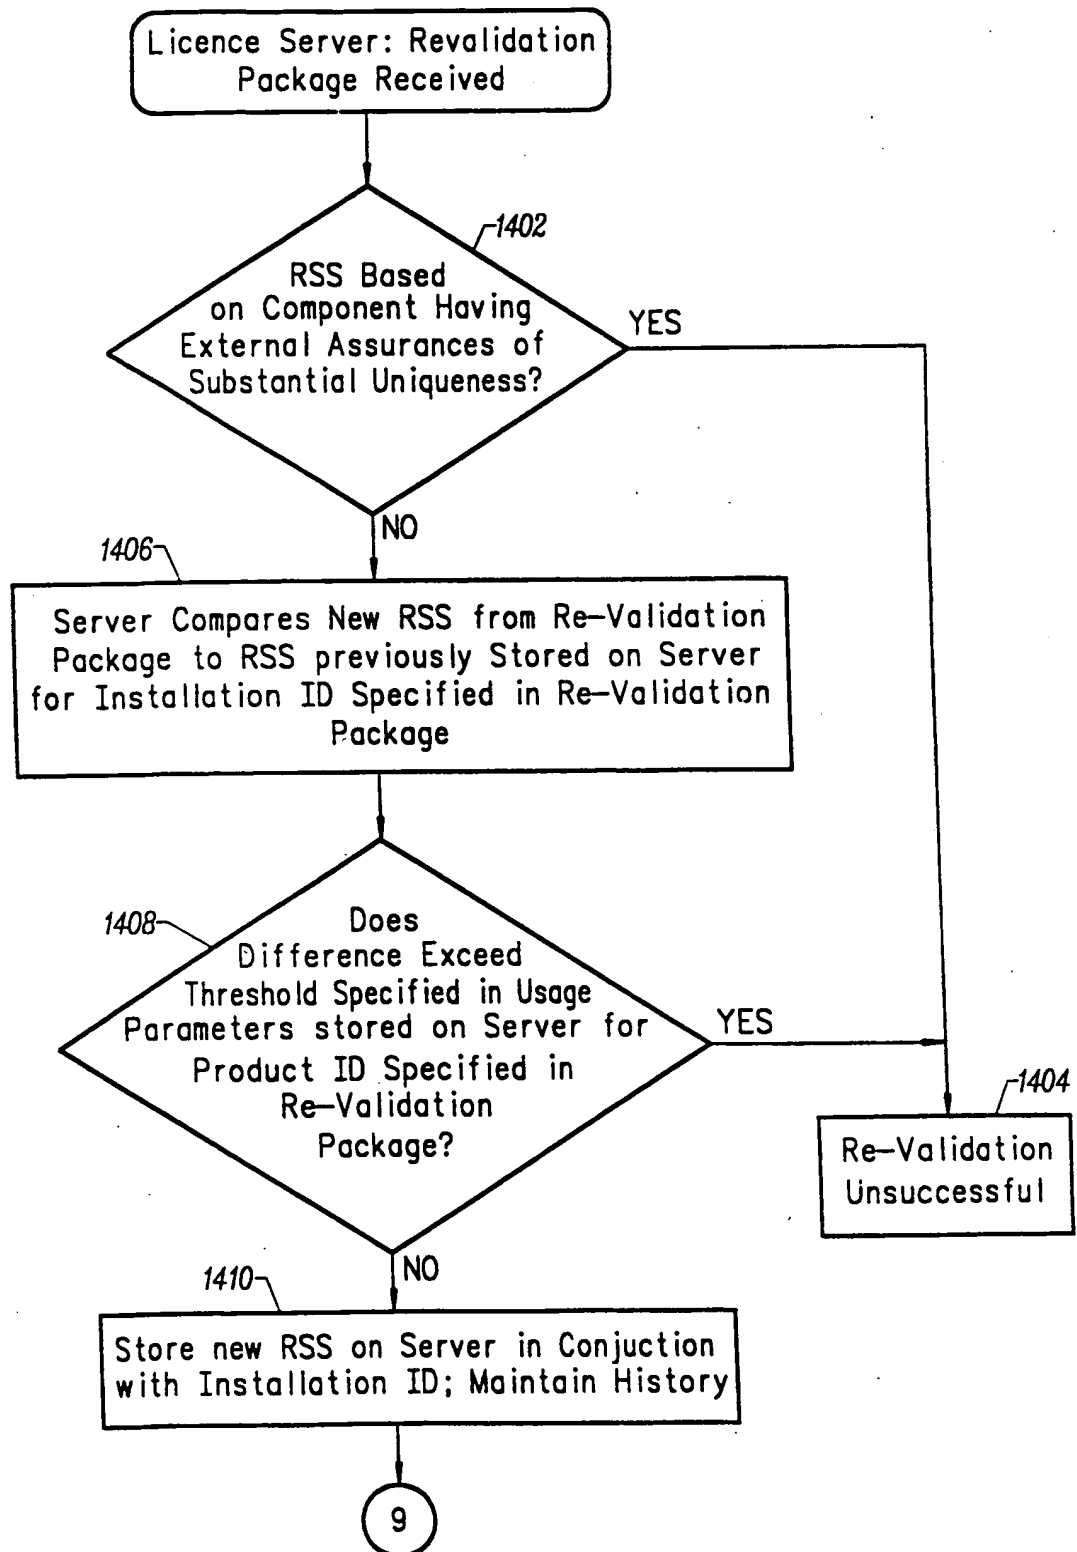 Licence Server: Revalidation
Package Received
1402
RSS Based
on Component Having
External Assurances of
Substantial Uniqueness?
YES
NO
1406
Server Compares New RSS from Re-Validation
Package to RSS previously Stored on Server
for Installation ID Specified in Re-Validation
Package
1408
Does
Difference Exceed
Threshold Specified in Usage
Parameters stored on Server for
Product ID Specified in
Re-Validation
Package?
YES
1404
Re-Validation
Unsuccessful
NO
1410
Store new RSS on Server in Conjuction
with Installation ID; Maintain History
9